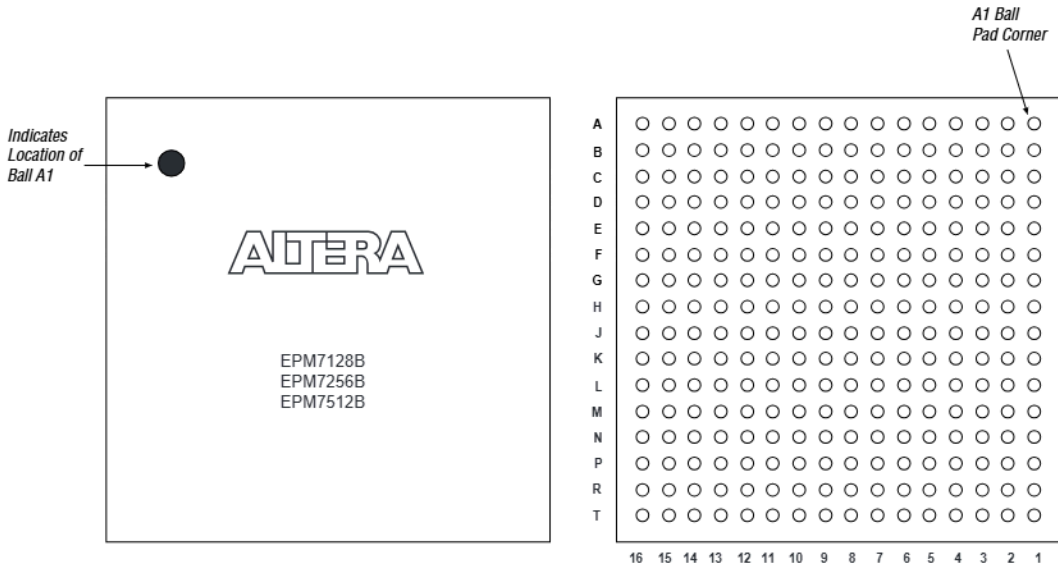 A1 Ball
Pad Corner
Indicates
Location of
Ball A1
ALTERA
EPM7128B
EPM7256B
EPM7512B
A
B
C
D
E
F
G
H
J
K
L
M
N
P
R
T
16 15 14 13 12 11 10 9 8 7 6 5 4 3 2 1